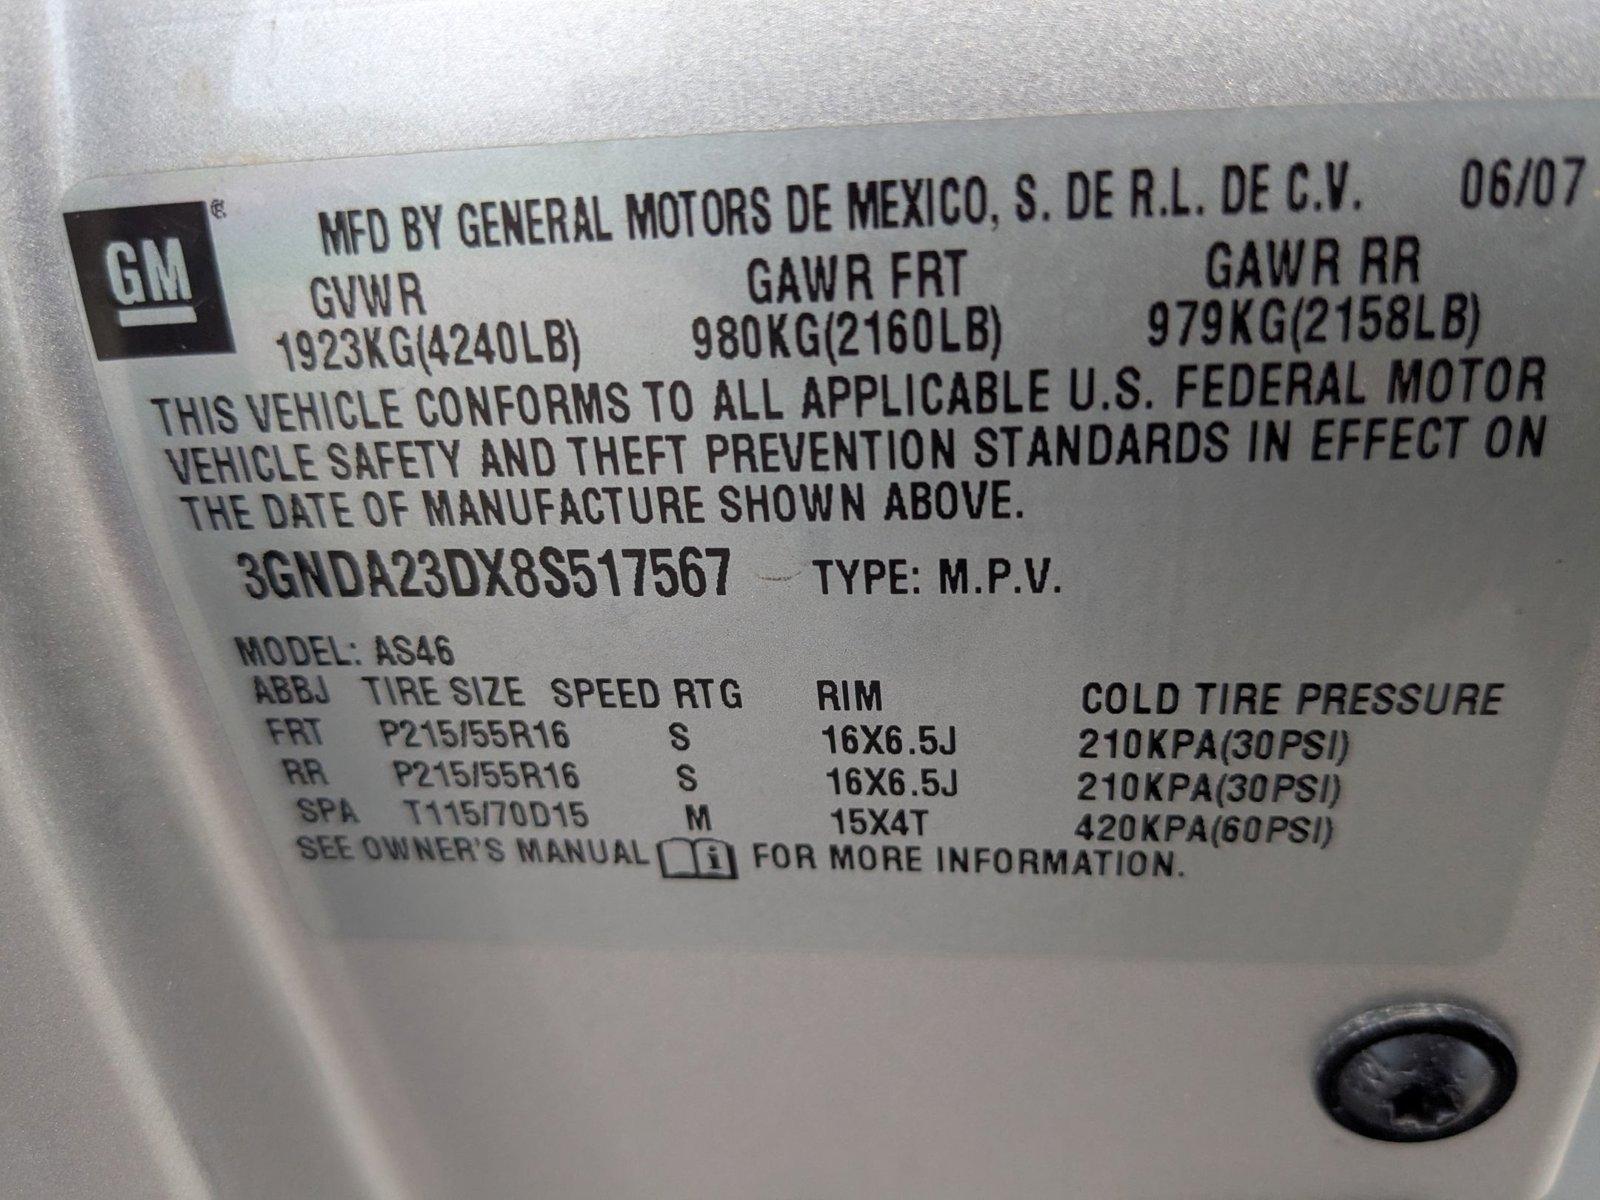 GM ®
MFD BY GENERAL MOTORS DE MEXICO, S. DE R.L. DE C.V. 06/07
GVWR GAWR FRT GAWR RR
1923KG(4240LB) 980KG(2160LB) 979KG(2158LB)
THIS VEHICLE CONFORMS TO ALL APPLICABLE U.S. FEDERAL MOTOR
VEHICLE SAFETY AND THEFT PREVENTION STANDARDS IN EFFECT ON
THE DATE OF MANUFACTURE SHOWN ABOVE.
3GNDA23DX8S517567 TYPE: M.P.V.
MODEL: AS46
ABBJ TIRE SIZE SPEED RTG RIM COLD TIRE PRESSURE
FRT P215/55R16 S 16X6.5J 210KPA(30PSI)
RR P215/55R16 S 16X6.5J 210KPA(30PSI)
SPA T115/70D15 M 15X4T 420KPA(60PSI)
SEE OWNER'S MANUAL i FOR MORE INFORMATION.